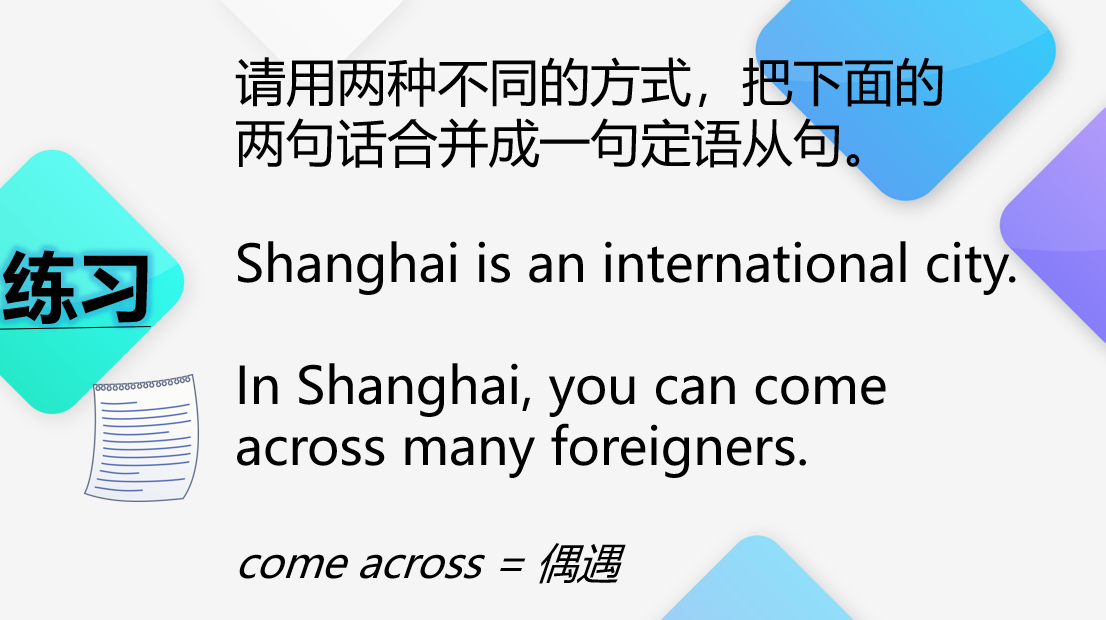 请用两种不同的方式，把下面的
两句话合并成一句定语从句。
Shanghai is an international city.
练习
In Shanghai, you can come
across many foreigners.
come across = 偶遇